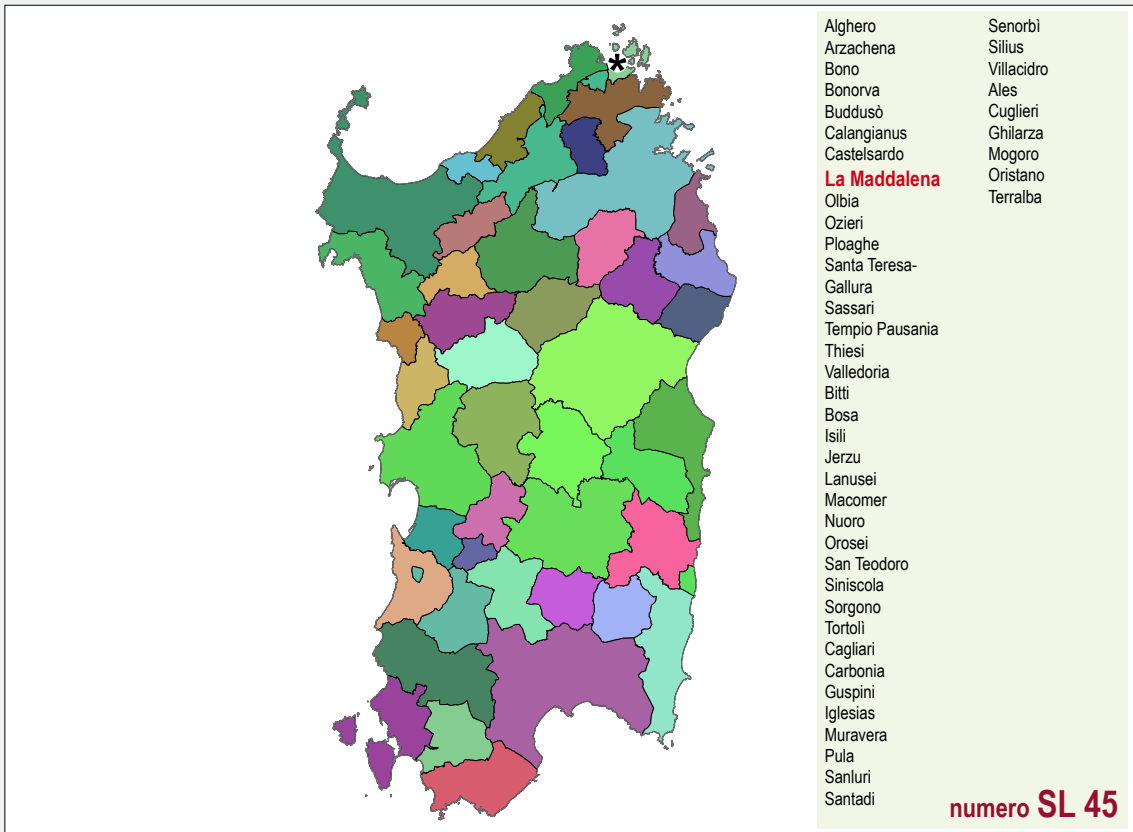 *
Alghero
Arzachena
Bono
Bonorva
Buddusò
Calangianus
Castelsardo
La Maddalena
Olbia
Ozieri
Ploaghe
Santa Teresa-
Gallura
Sassari
Tempio Pausania
Thiesi
Valledoria
Bitti
Bosa
Isili
Jerzu
Lanusei
Macomer
Nuoro
Orosei
San Teodoro
Siniscola
Sorgono
Tortolì
Cagliari
Carbonia
Guspini
Iglesias
Muravera
Pula
Sanluri
Santadi
Senorbì
Silius
Villacidro
Ales
Cuglieri
Ghilarza
Mogoro
Oristano
Terralba
numero SL 45